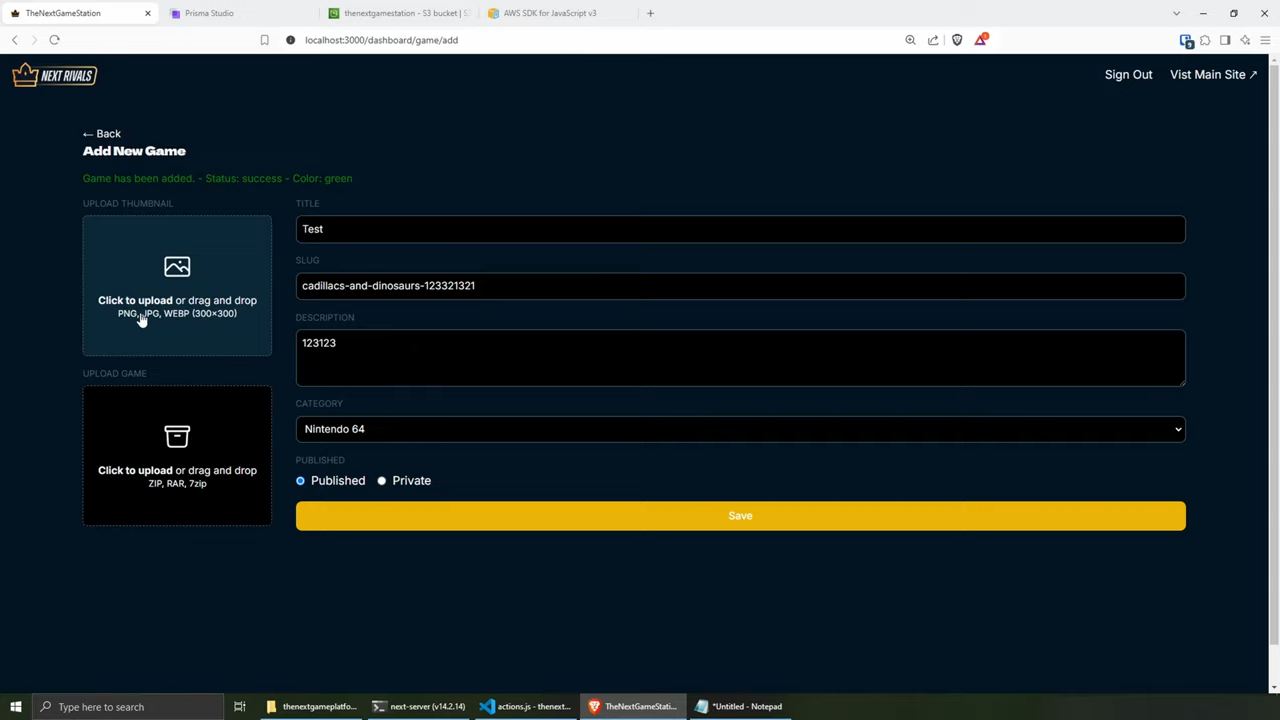 TheNextGameStation
Prisma Studio
thenextgamestation - S3 bucket | S3
AWS SDK for JavaScript v3
localhost:3000/dashboard/game/add
NEXT RIVALS
Sign Out
Vist Main Site ↗
← Back
Add New Game
Game has been added. - Status: success - Color: green
UPLOAD THUMBNAIL
Click to upload or drag and drop
PNG, JPG, WEBP (300×300)
UPLOAD GAME
Click to upload or drag and drop
ZIP, RAR, 7zip
TITLE
Test
SLUG
cadillacs-and-dinosaurs-123321321
DESCRIPTION
123123
CATEGORY
Nintendo 64
PUBLISHED
Published
Private
Save
Type here to search
thenextgameplatfo...
next-server (v14.2.14)
actions.js - thenext...
TheNextGameStati...
*Untitled - Notepad